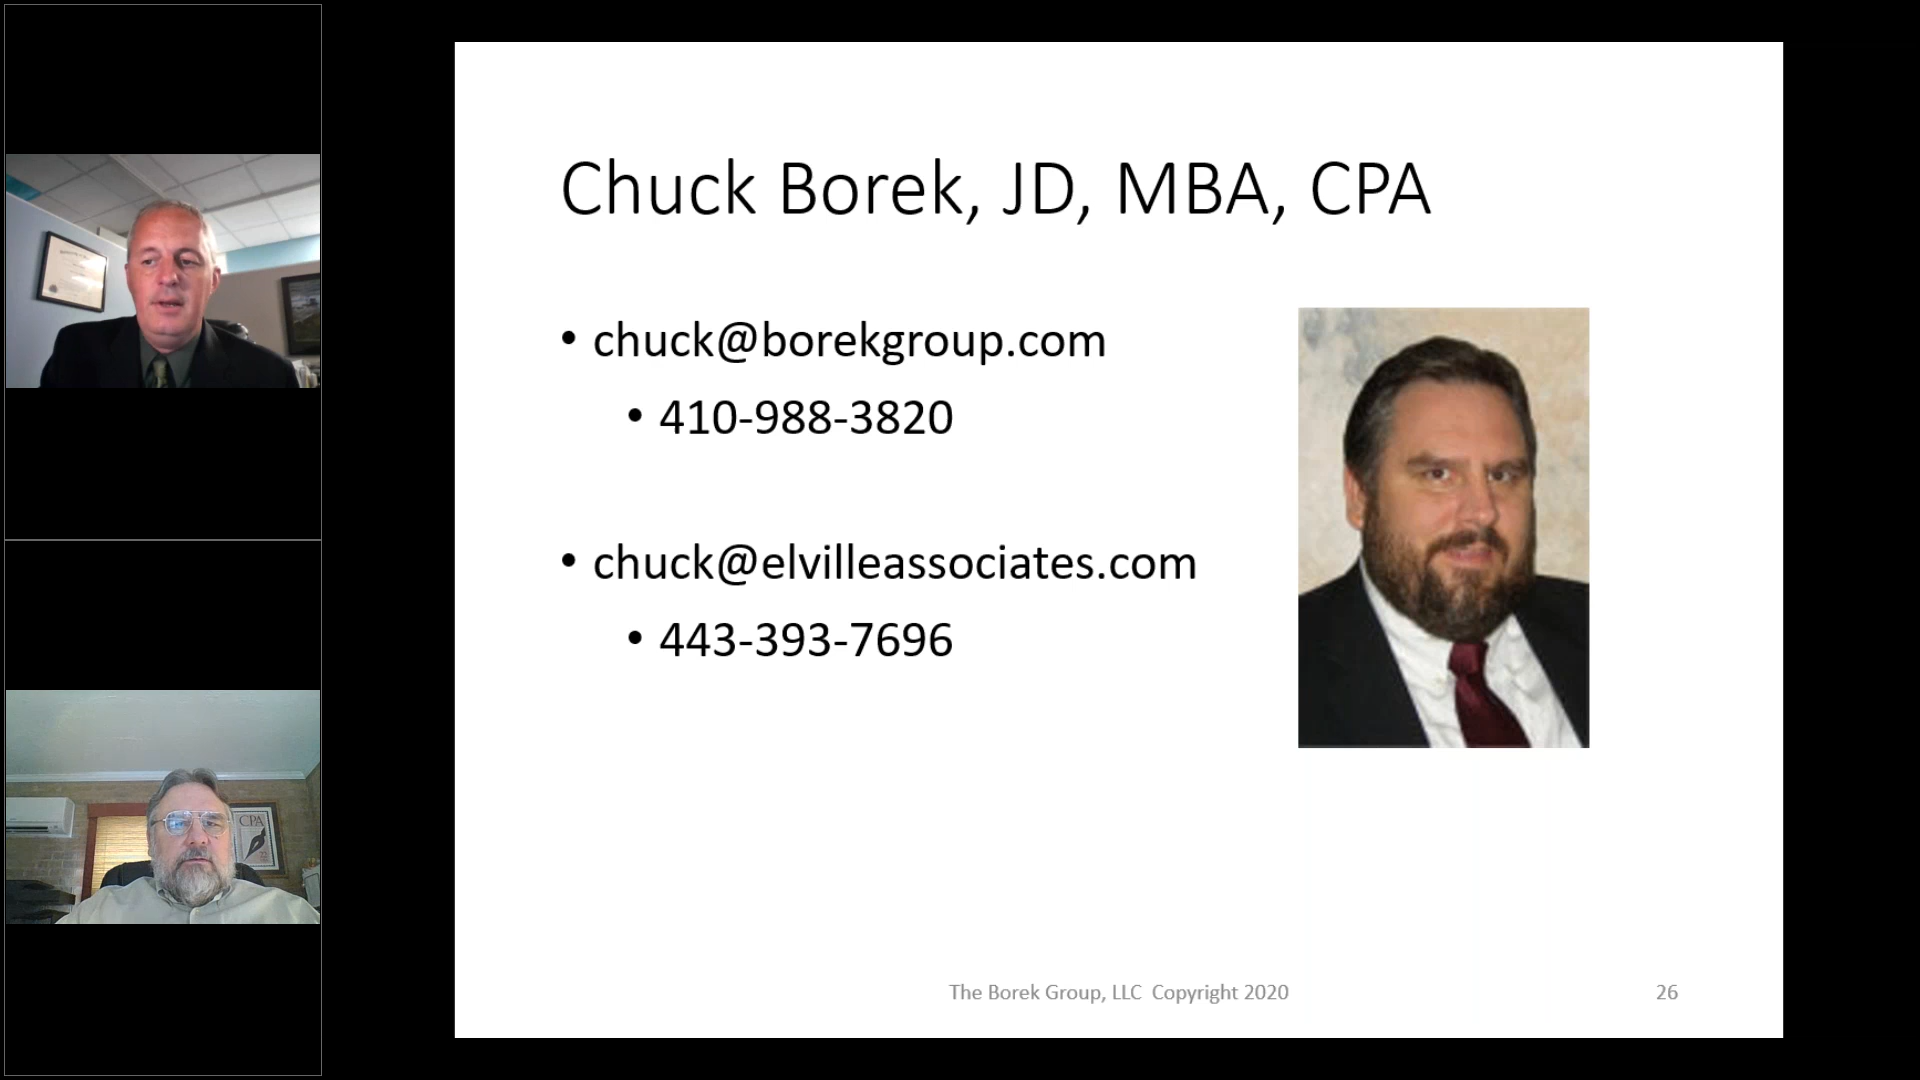 Chuck Borek, JD, MBA, CPA
• chuck@borekgroup.com
• 410-988-3820
• chuck@elvilleassociates.com
• 443-393-7696
The Borek Group, LLC Copyright 2020
26
CPA